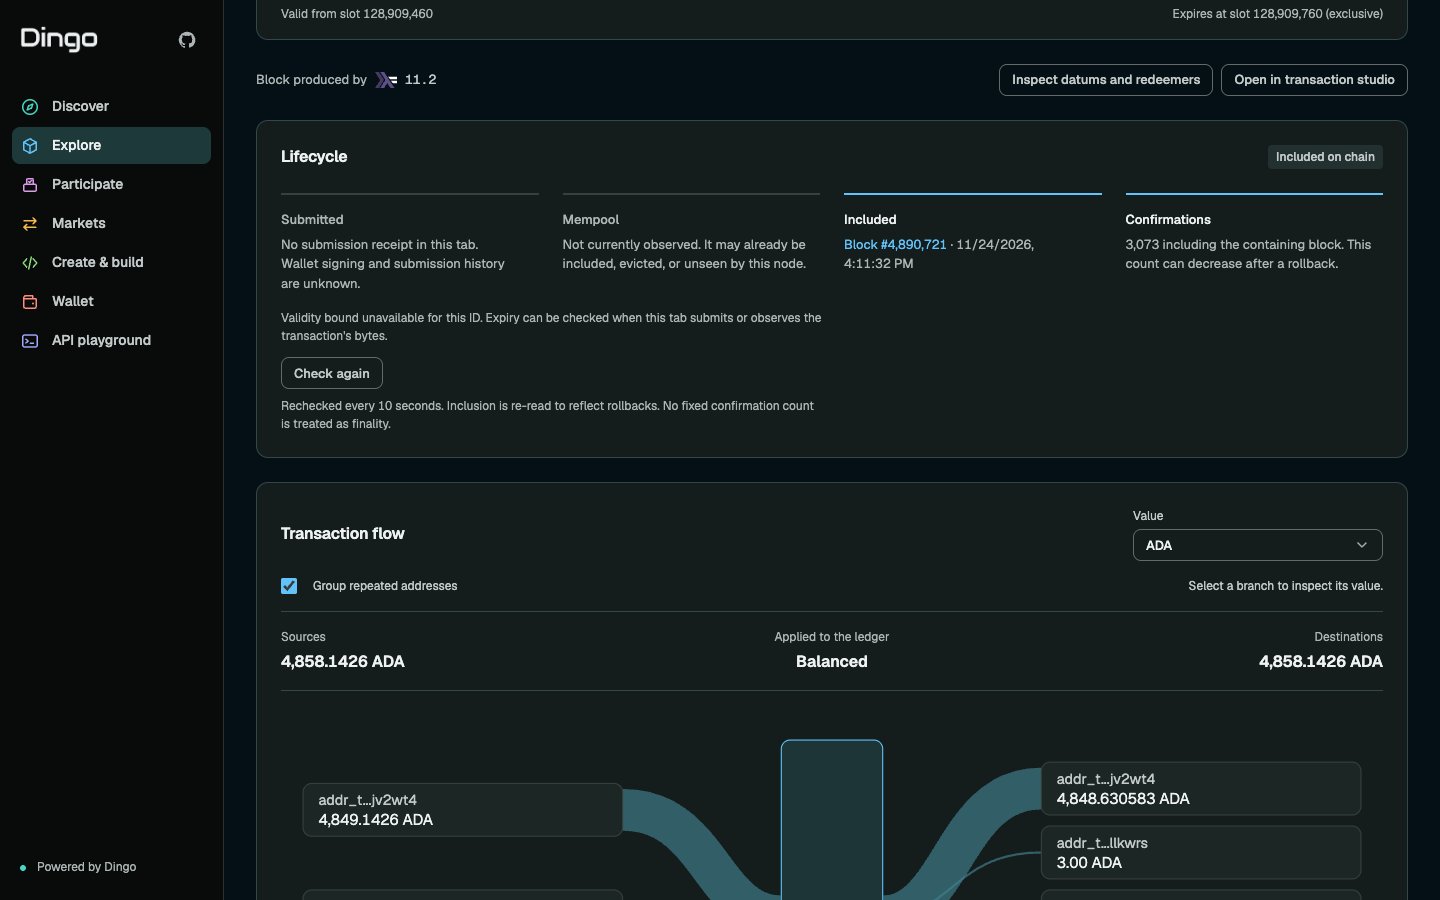 Dingo
Discover
Explore
Participate
Markets
Create & build
Wallet
API playground
Powered by Dingo
Valid from slot 128,909,460
Expires at slot 128,909,760 (exclusive)
Block produced by 11.2
Inspect datums and redeemers
Open in transaction studio
Lifecycle
Included on chain
Submitted
No submission receipt in this tab.
Wallet signing and submission history
are unknown.
Mempool
Not currently observed. It may already be
included, evicted, or unseen by this node.
Included
Block #4,890,721 · 11/24/2026,
4:11:32 PM
Confirmations
3,073 including the containing block. This
count can decrease after a rollback.
Validity bound unavailable for this ID. Expiry can be checked when this tab submits or observes the
transaction's bytes.
Check again
Rechecked every 10 seconds. Inclusion is re-read to reflect rollbacks. No fixed confirmation count
is treated as finality.
Transaction flow
Value
ADA
Group repeated addresses
Select a branch to inspect its value.
Sources
4,858.1426 ADA
Applied to the ledger
Balanced
Destinations
4,858.1426 ADA
addr_t...jv2wt4
4,849.1426 ADA
addr_t...jv2wt4
4,848.630583 ADA
addr_t...llkwrs
3.00 ADA